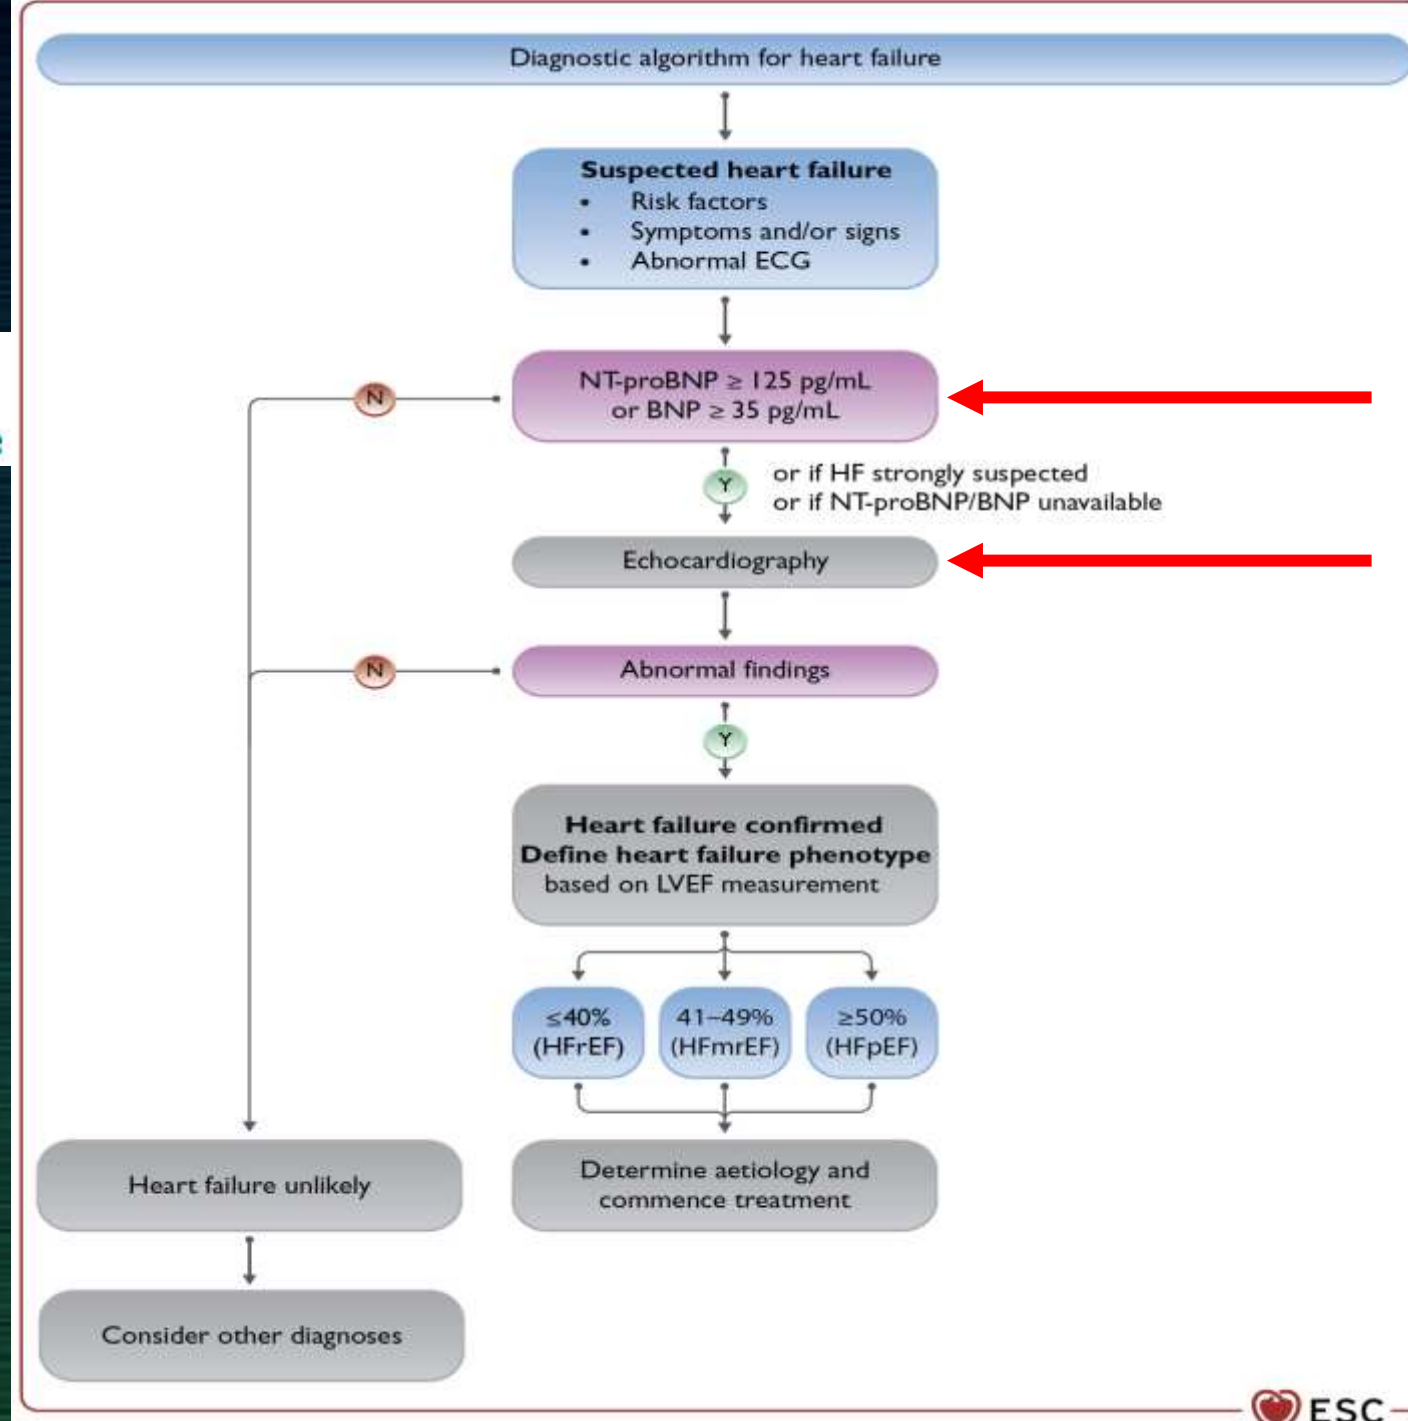 Diagnostic algorithm for heart failure
Suspected heart failure
• Risk factors
• Symptoms and/or signs
• Abnormal ECG
NT-proBNP ≥ 125 pg/mL
or BNP ≥ 35 pg/mL
N
Y
or if HF strongly suspected
or if NT-proBNP/BNP unavailable
Echocardiography
N
Abnormal findings
Y
Heart failure confirmed
Define heart failure phenotype
based on LVEF measurement
≤40%
(HFrEF)
41–49%
(HFmrEF)
≥50%
(HFpEF)
Heart failure unlikely
Determine aetiology and
commence treatment
Consider other diagnoses
ESC